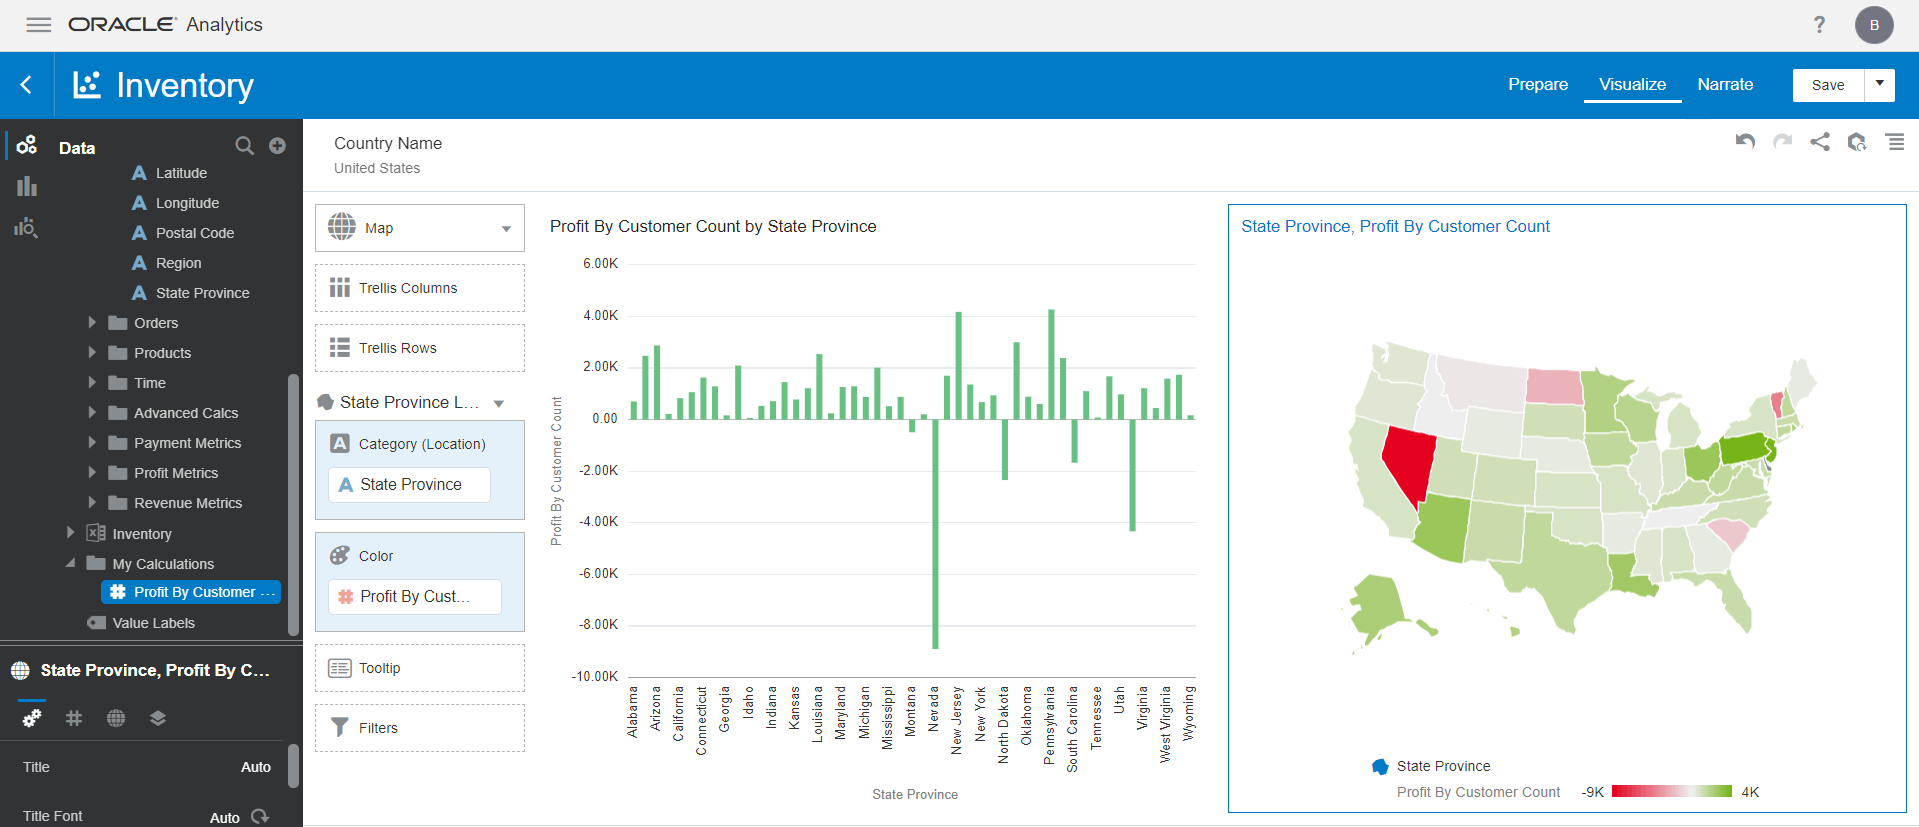 ORACLE Analytics
?
B
Inventory
Prepare
Visualize
Narrate
Save
Data
A Latitude
A Longitude
A Postal Code
A Region
A State Province
Orders
Products
Time
Advanced Calcs
Payment Metrics
Profit Metrics
Revenue Metrics
Inventory
My Calculations
# Profit By Customer ...
Value Labels
State Province, Profit By C...
Title
Auto
Title Font
Auto
Country Name
United States
Map
Trellis Columns
Trellis Rows
State Province L...
A Category (Location)
A State Province
Color
# Profit By Cust...
Tooltip
Filters
Profit By Customer Count by State Province
Profit By Customer Count
6.00K
4.00K
2.00K
0.00
-2.00K
-4.00K
-6.00K
-8.00K
-10.00K
Alabama
Arizona
California
Connecticut
Georgia
Idaho
Indiana
Kansas
Louisiana
Maryland
Michigan
Mississippi
Montana
Nevada
New Jersey
New York
North Dakota
Oklahoma
Pennsylvania
South Carolina
Tennessee
Utah
Virginia
West Virginia
Wyoming
State Province
State Province, Profit By Customer Count
State Province
Profit By Customer Count
-9K
4K